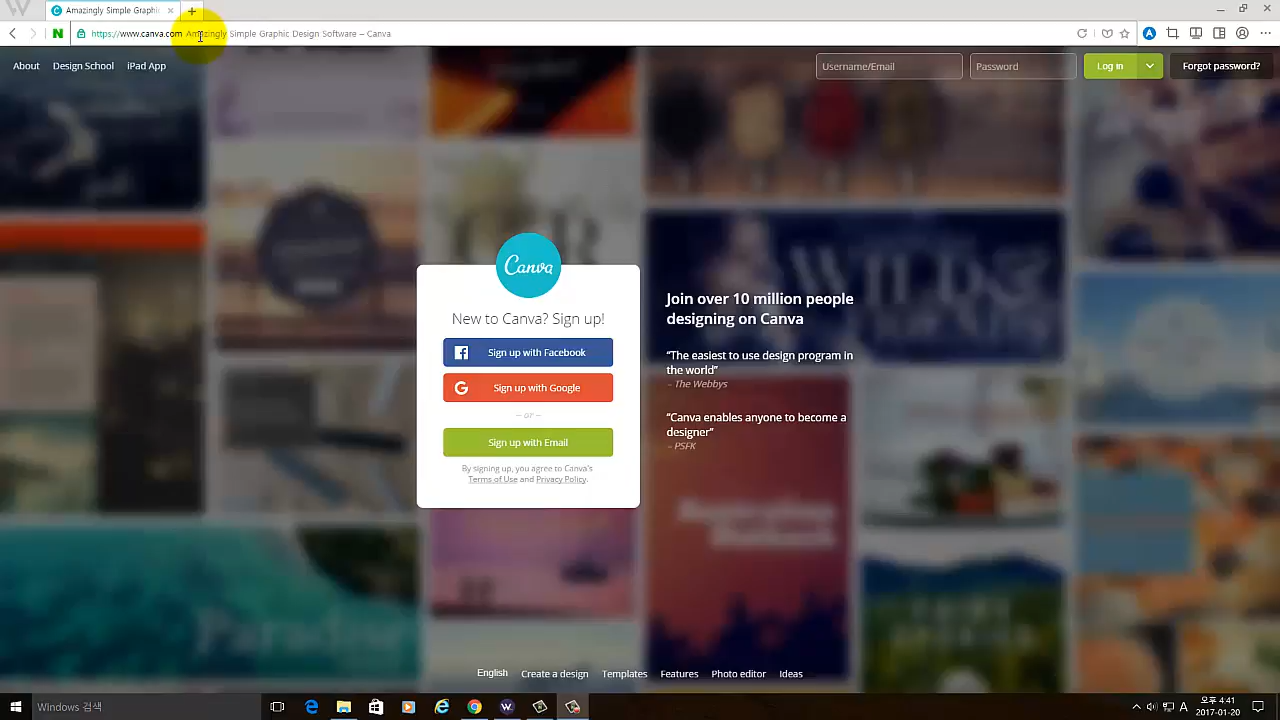 Amazingly Simple Graphi
https://www.canva.com Amazingly Simple Graphic Design Software – Canva
About Design School iPad App
Username/Email Password Log in Forgot password?
Canva
New to Canva? Sign up!
Sign up with Facebook
Sign up with Google
– or –
Sign up with Email
By signing up, you agree to Canva's
Terms of Use and Privacy Policy.
Join over 10 million people
designing on Canva
“The easiest to use design program in
the world”
– The Webbys
“Canva enables anyone to become a
designer”
– PSFK
Paradise
English Create a design Templates Features Photo editor Ideas
Windows 검색
A 오후 4:41
2017-01-20